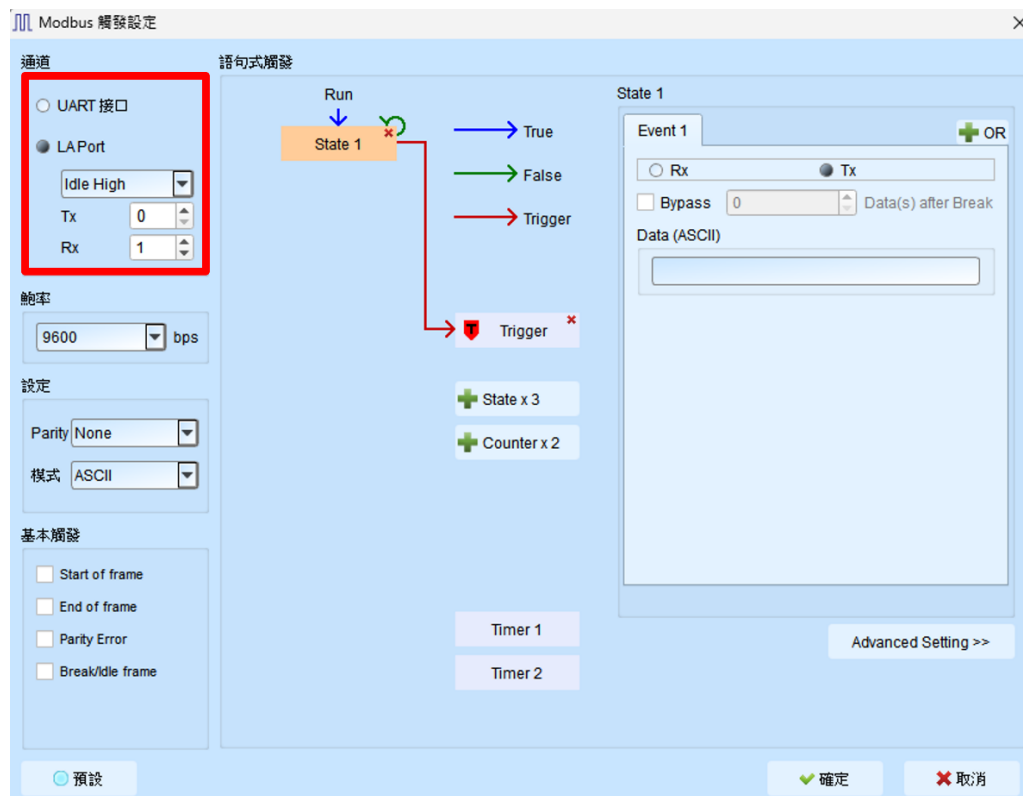 Modbus 觸發設定
通道
UART 接口
LA Port
Idle High
Tx 0
Rx 1
鮑率
9600 bps
設定
Parity None
模式 ASCII
基本觸發
Start of frame
End of frame
Parity Error
Break/Idle frame
預設
語句式觸發
Run
State 1
True
False
Trigger
T Trigger
State x 3
Counter x 2
Timer 1
Timer 2
State 1
Event 1
OR
Rx Tx
Bypass 0 Data(s) after Break
Data (ASCII)
Advanced Setting >>
確定
取消